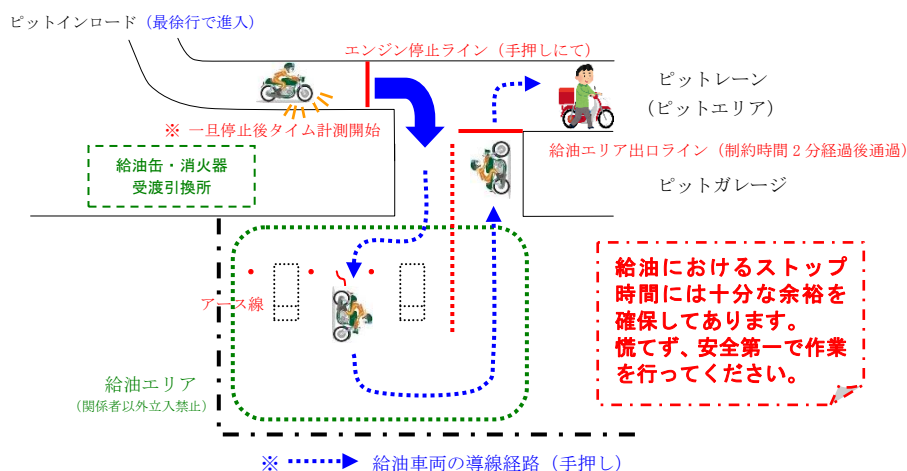 ピットインロード（最徐行で進入）
エンジン停止ライン（手押しにて）
ピットレーン
（ピットエリア）
※ 一旦停止後タイム計測開始
給油エリア出口ライン（制約時間 2 分経過後通過）
給油缶・消火器
受渡引換所
ピットガレージ
給油におけるストップ
時間には十分な余裕を
確保してあります。
慌てず、安全第一で作業
を行ってください。
アース線
給油エリア
（関係者以外立入禁止）
※ 給油車両の導線経路（手押し）